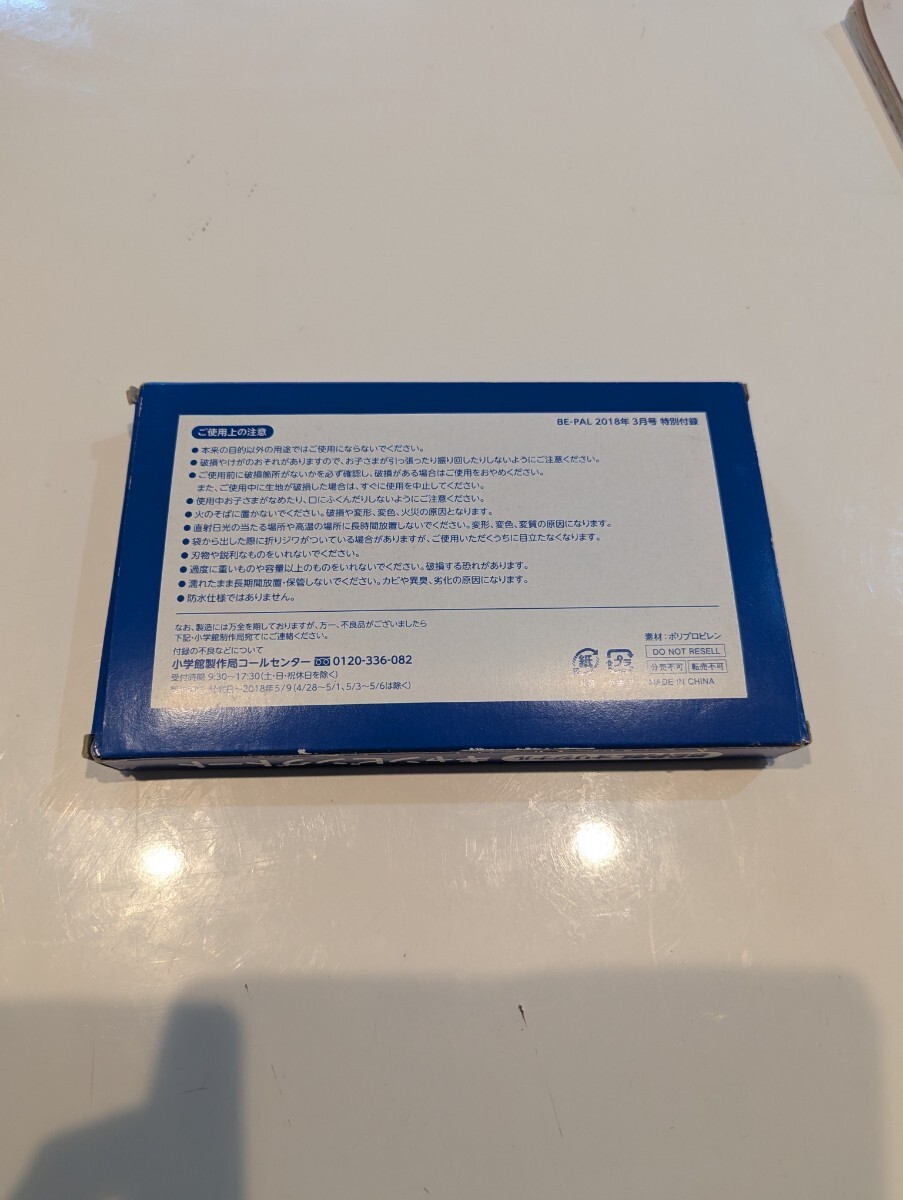 BE-PAL 2018年 3月号 特別付録
ご使用上の注意
●本来の目的以外の用途ではご使用にならないでください。
●破損やけがのおそれがありますので、お子さまが引っ張ったり振り回したりしないようにご注意ください。
●ご使用前に破損箇所がないかを必ず確認し、破損がある場合はご使用をおやめください。
また、ご使用中に生地が破損した場合は、すぐに使用を中止してください。
●使用中お子さまがなめたり、口にふくんだりしないようにご注意ください。
●火のそばに置かないでください。破損や変形、変色、火災の原因となります。
●直射日光の当たる場所や高温の場所に長時間放置しないでください。変形、変色、変質の原因になります。
●袋から出した際に折りジワがついている場合がありますが、ご使用いただくうちに目立たなくなります。
●刃物や鋭利なものをいれないでください。
●過度に重いものや容量以上のものをいれないでください。破損する恐れがあります。
●濡れたまま長期間放置・保管しないでください。カビや異臭、劣化の原因になります。
●防水仕様ではありません。
なお、製造には万全を期しておりますが、万一、不良品がございましたら
下記・小学館制作局宛てにご連絡ください。
付録の不良などについて
小学館製作局コールセンター 0120-336-082
受付時間 9:30~17:30(土・日・祝休日を除く)
~2018年5/9(4/28~5/1、5/3~5/6は除く)
素材:ポリプロピレン
DO NOT RESELL
分売不可 転売不可
MADE IN CHINA
紙
プラ
キャンピングトート